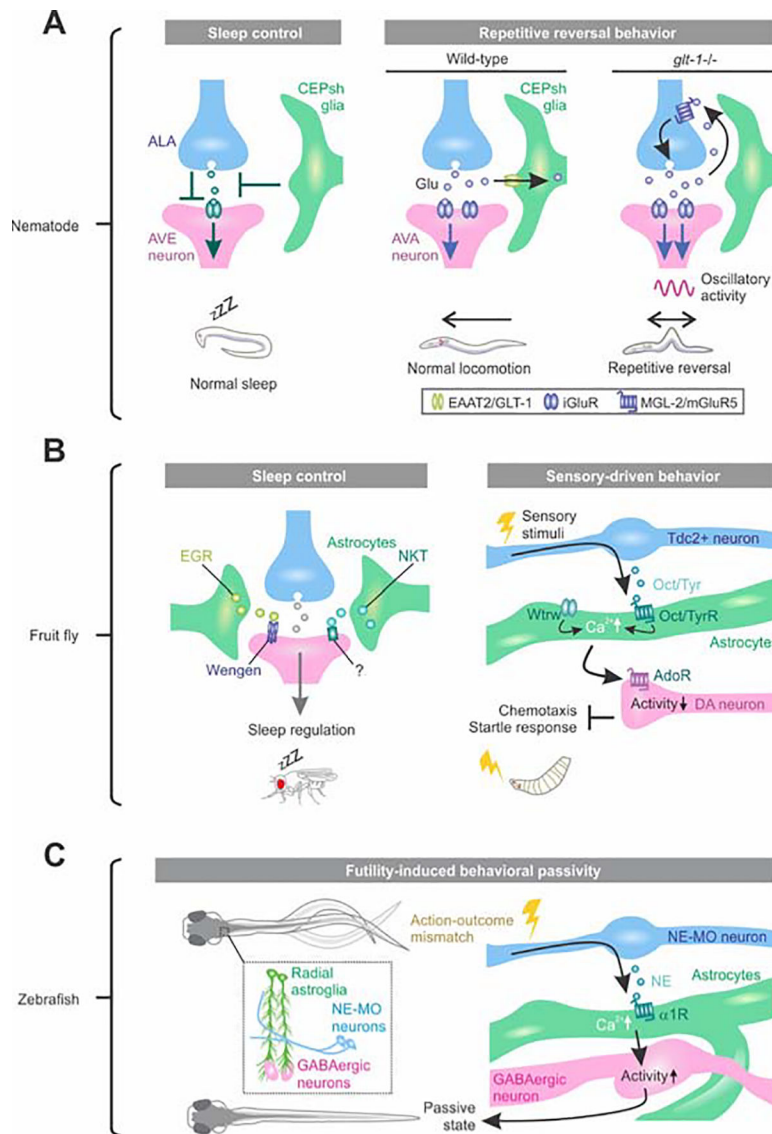 A
Sleep control
Repetitive reversal behavior
Wild-type
glt-1-/-
CEPsh
glia
CEPsh
glia
ALA
Glu
Nematode
AVE
neuron
AVA
neuron
Oscillatory
activity
zzZ
Normal sleep
Normal locomotion
Repetitive reversal
EAAT2/GLT-1
iGluR
MGL-2/mGluR5
B
Sleep control
Sensory-driven behavior
Sensory
stimuli
Tdc2+ neuron
EGR
Astrocytes
NKT
Oct/Tyr
Wtrw
Ca2+
Oct/TyrR
Fruit fly
Wengen
?
Astrocytes
AdoR
Activity
DA neuron
Sleep regulation
Chemotaxis
Startle response
zzZ
C
Futility-induced behavioral passivity
Action-outcome
mismatch
NE-MO neuron
Radial
astroglia
NE
Astrocytes
Zebrafish
NE-MO
neurons
Ca2+
α1R
GABAergic
neurons
GABAergic
neuron
Activity
Passive
state